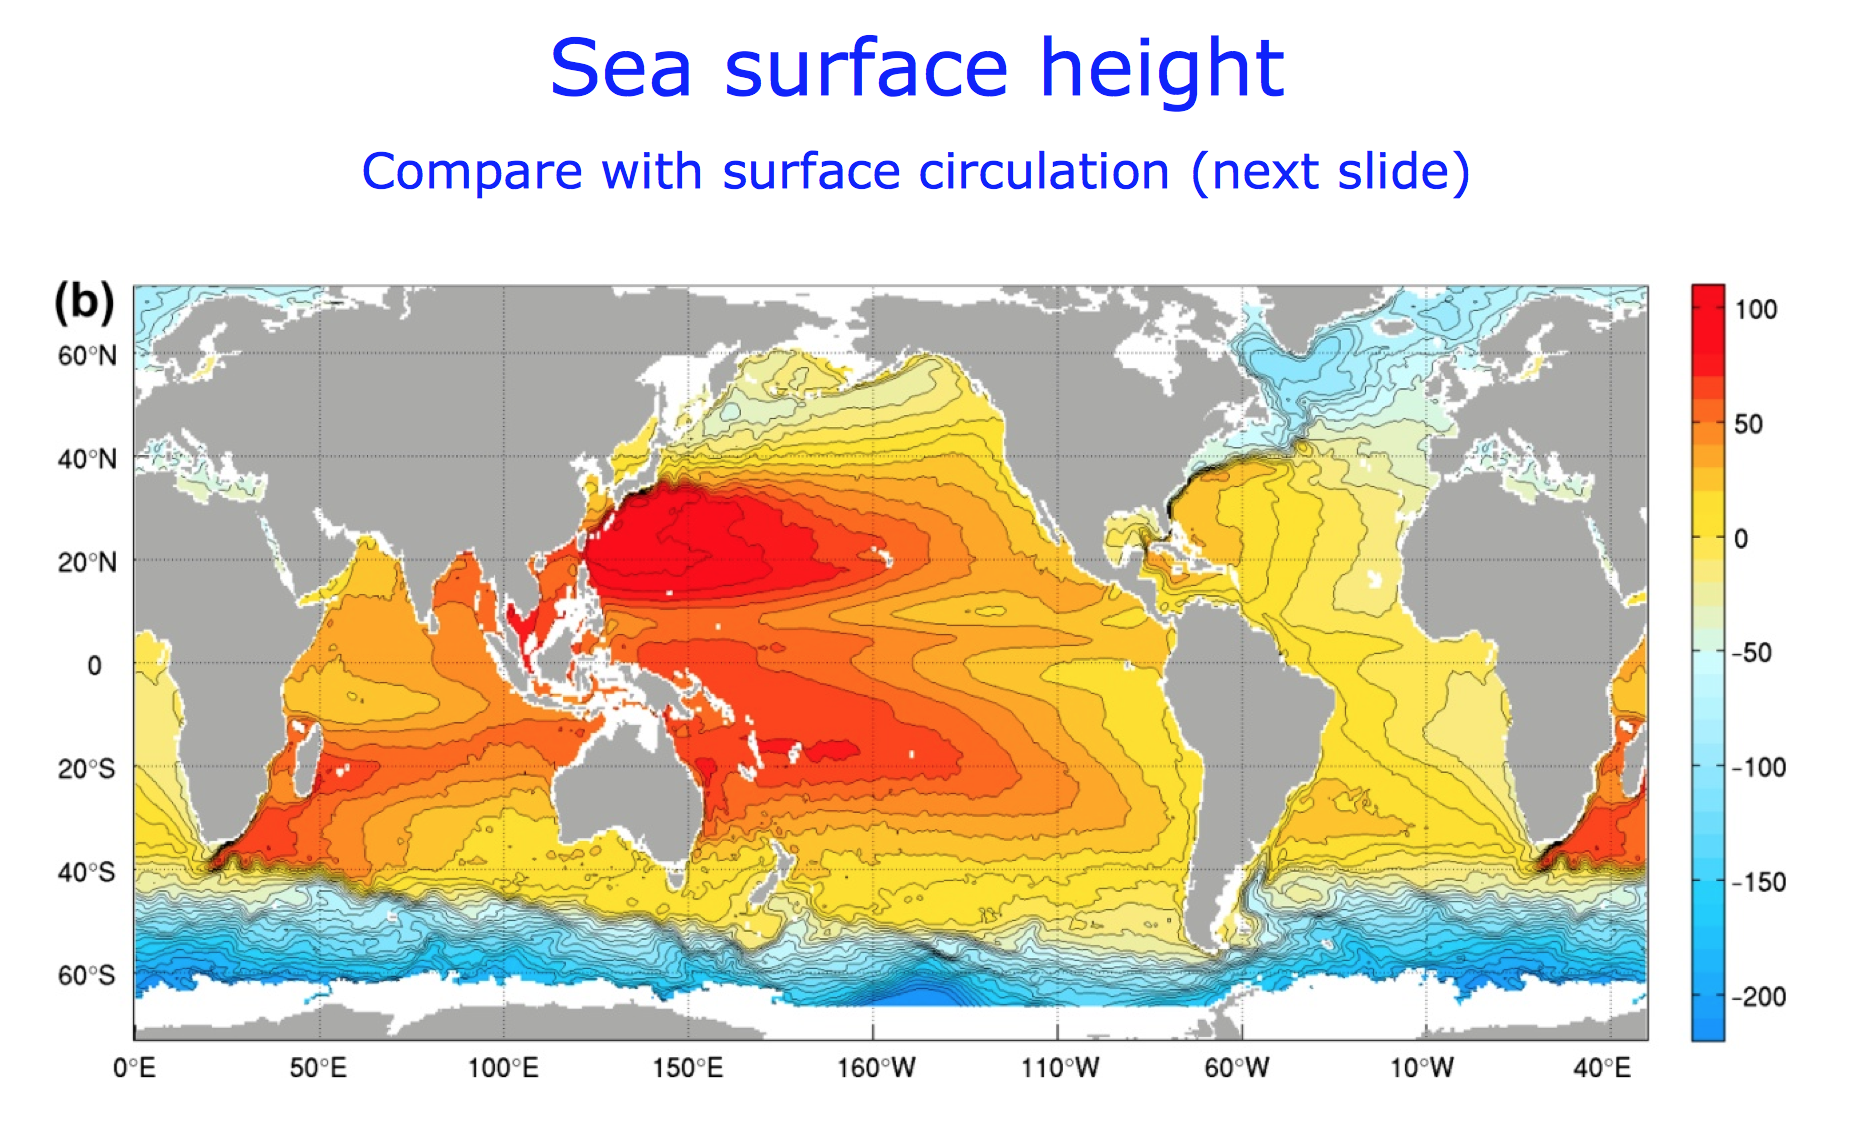 Sea surface height
Compare with surface circulation (next slide)
(b)
100
50
0
-50
-100
-150
-200
60°N
40°N
20°N
0
20°S
40°S
60°S
0°E 50°E 100°E 150°E 160°W 110°W 60°W 10°W 40°E